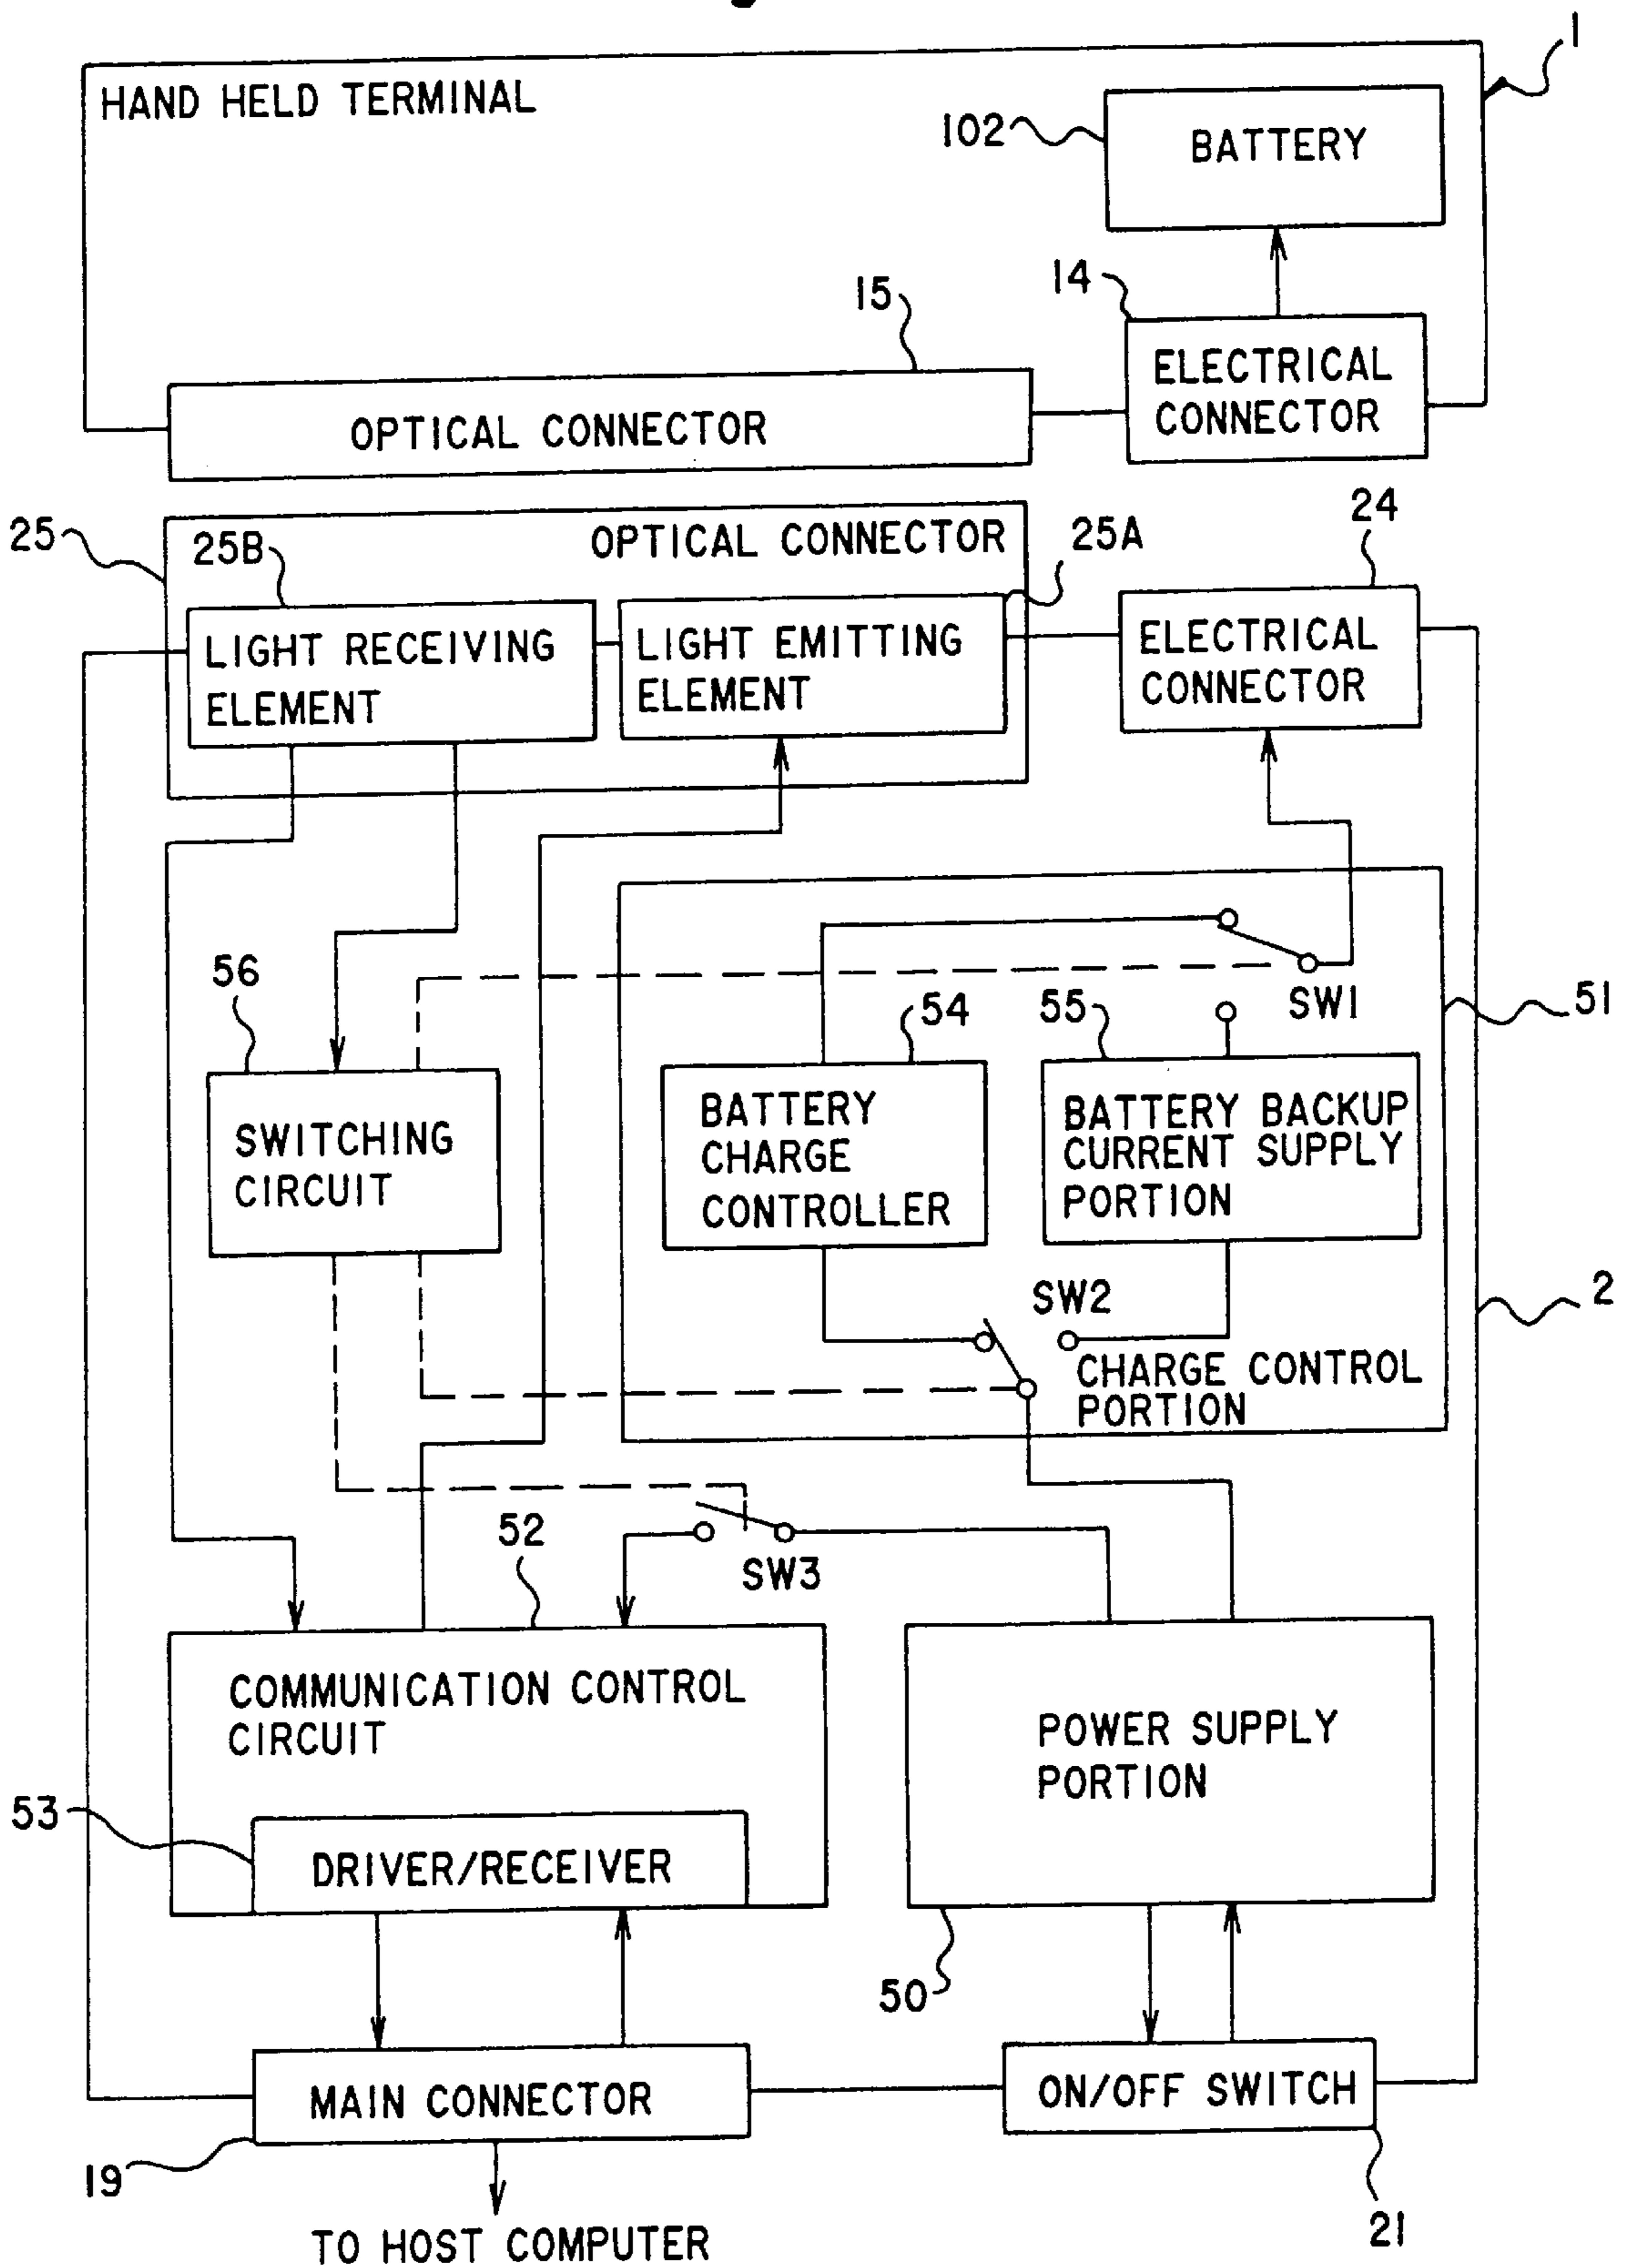 1
HAND HELD TERMINAL
102
BATTERY
14
15
ELECTRICAL
CONNECTOR
OPTICAL CONNECTOR
24
25
25B
OPTICAL CONNECTOR
25A
LIGHT RECEIVING
ELEMENT
LIGHT EMITTING
ELEMENT
ELECTRICAL
CONNECTOR
56
54
55
SW1
51
SWITCHING
CIRCUIT
BATTERY
CHARGE
CONTROLLER
BATTERY BACKUP
CURRENT SUPPLY
PORTION
SW2
2
CHARGE CONTROL
PORTION
52
SW3
COMMUNICATION CONTROL
CIRCUIT
POWER SUPPLY
PORTION
53
DRIVER/RECEIVER
50
MAIN CONNECTOR
ON/OFF SWITCH
19
21
TO HOST COMPUTER